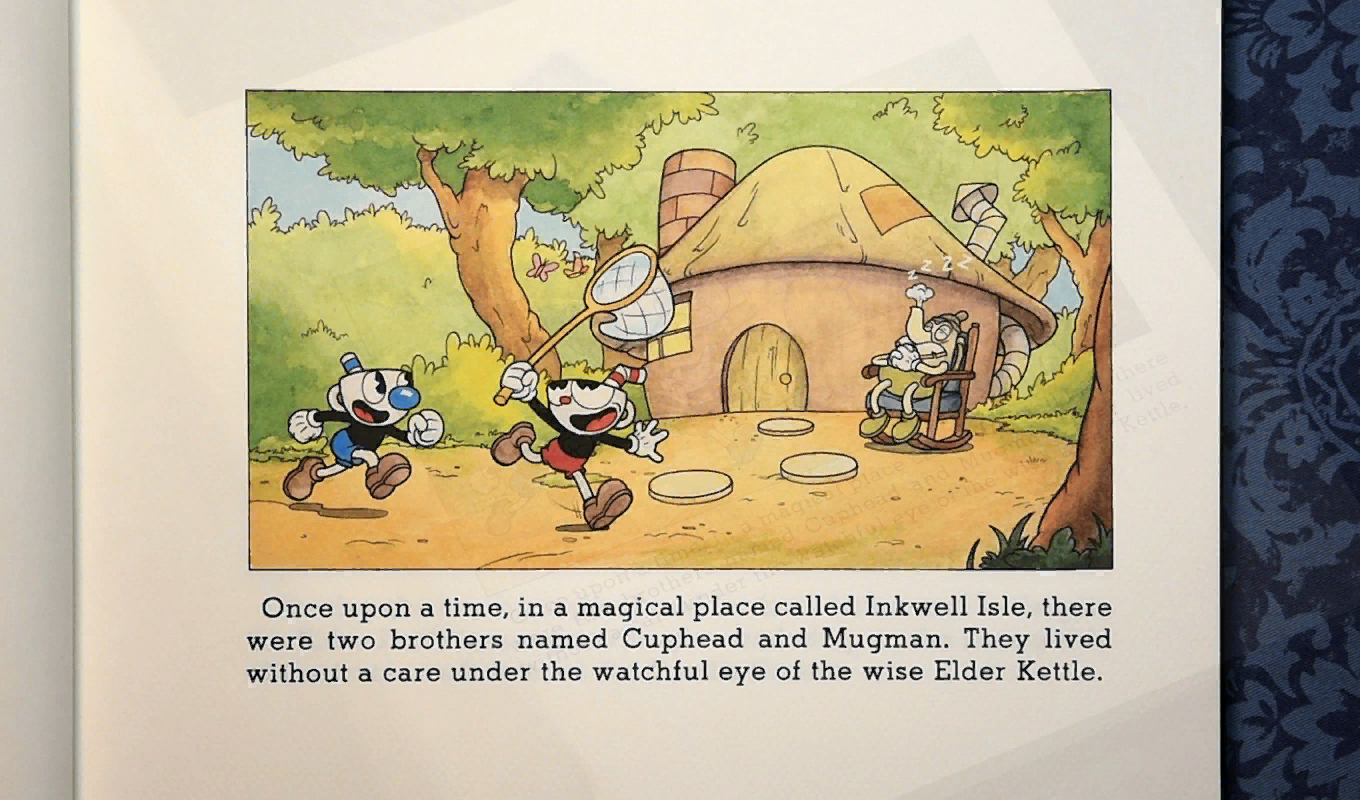 zzzz
Once upon a time, in a magical place called Inkwell Isle, there
were two brothers named Cuphead and Mugman. They lived
without a care under the watchful eye of the wise Elder Kettle.